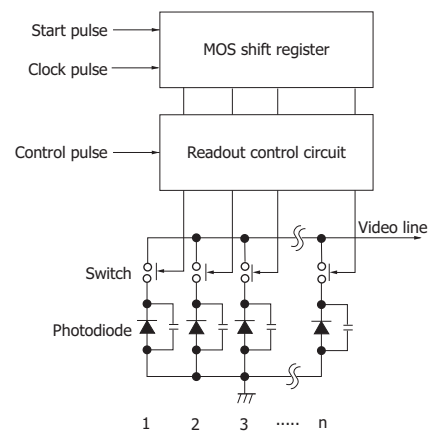 Start pulse
MOS shift register
Clock pulse
Control pulse
Readout control circuit
Video line
Switch
Photodiode
1 2 3 ..... n